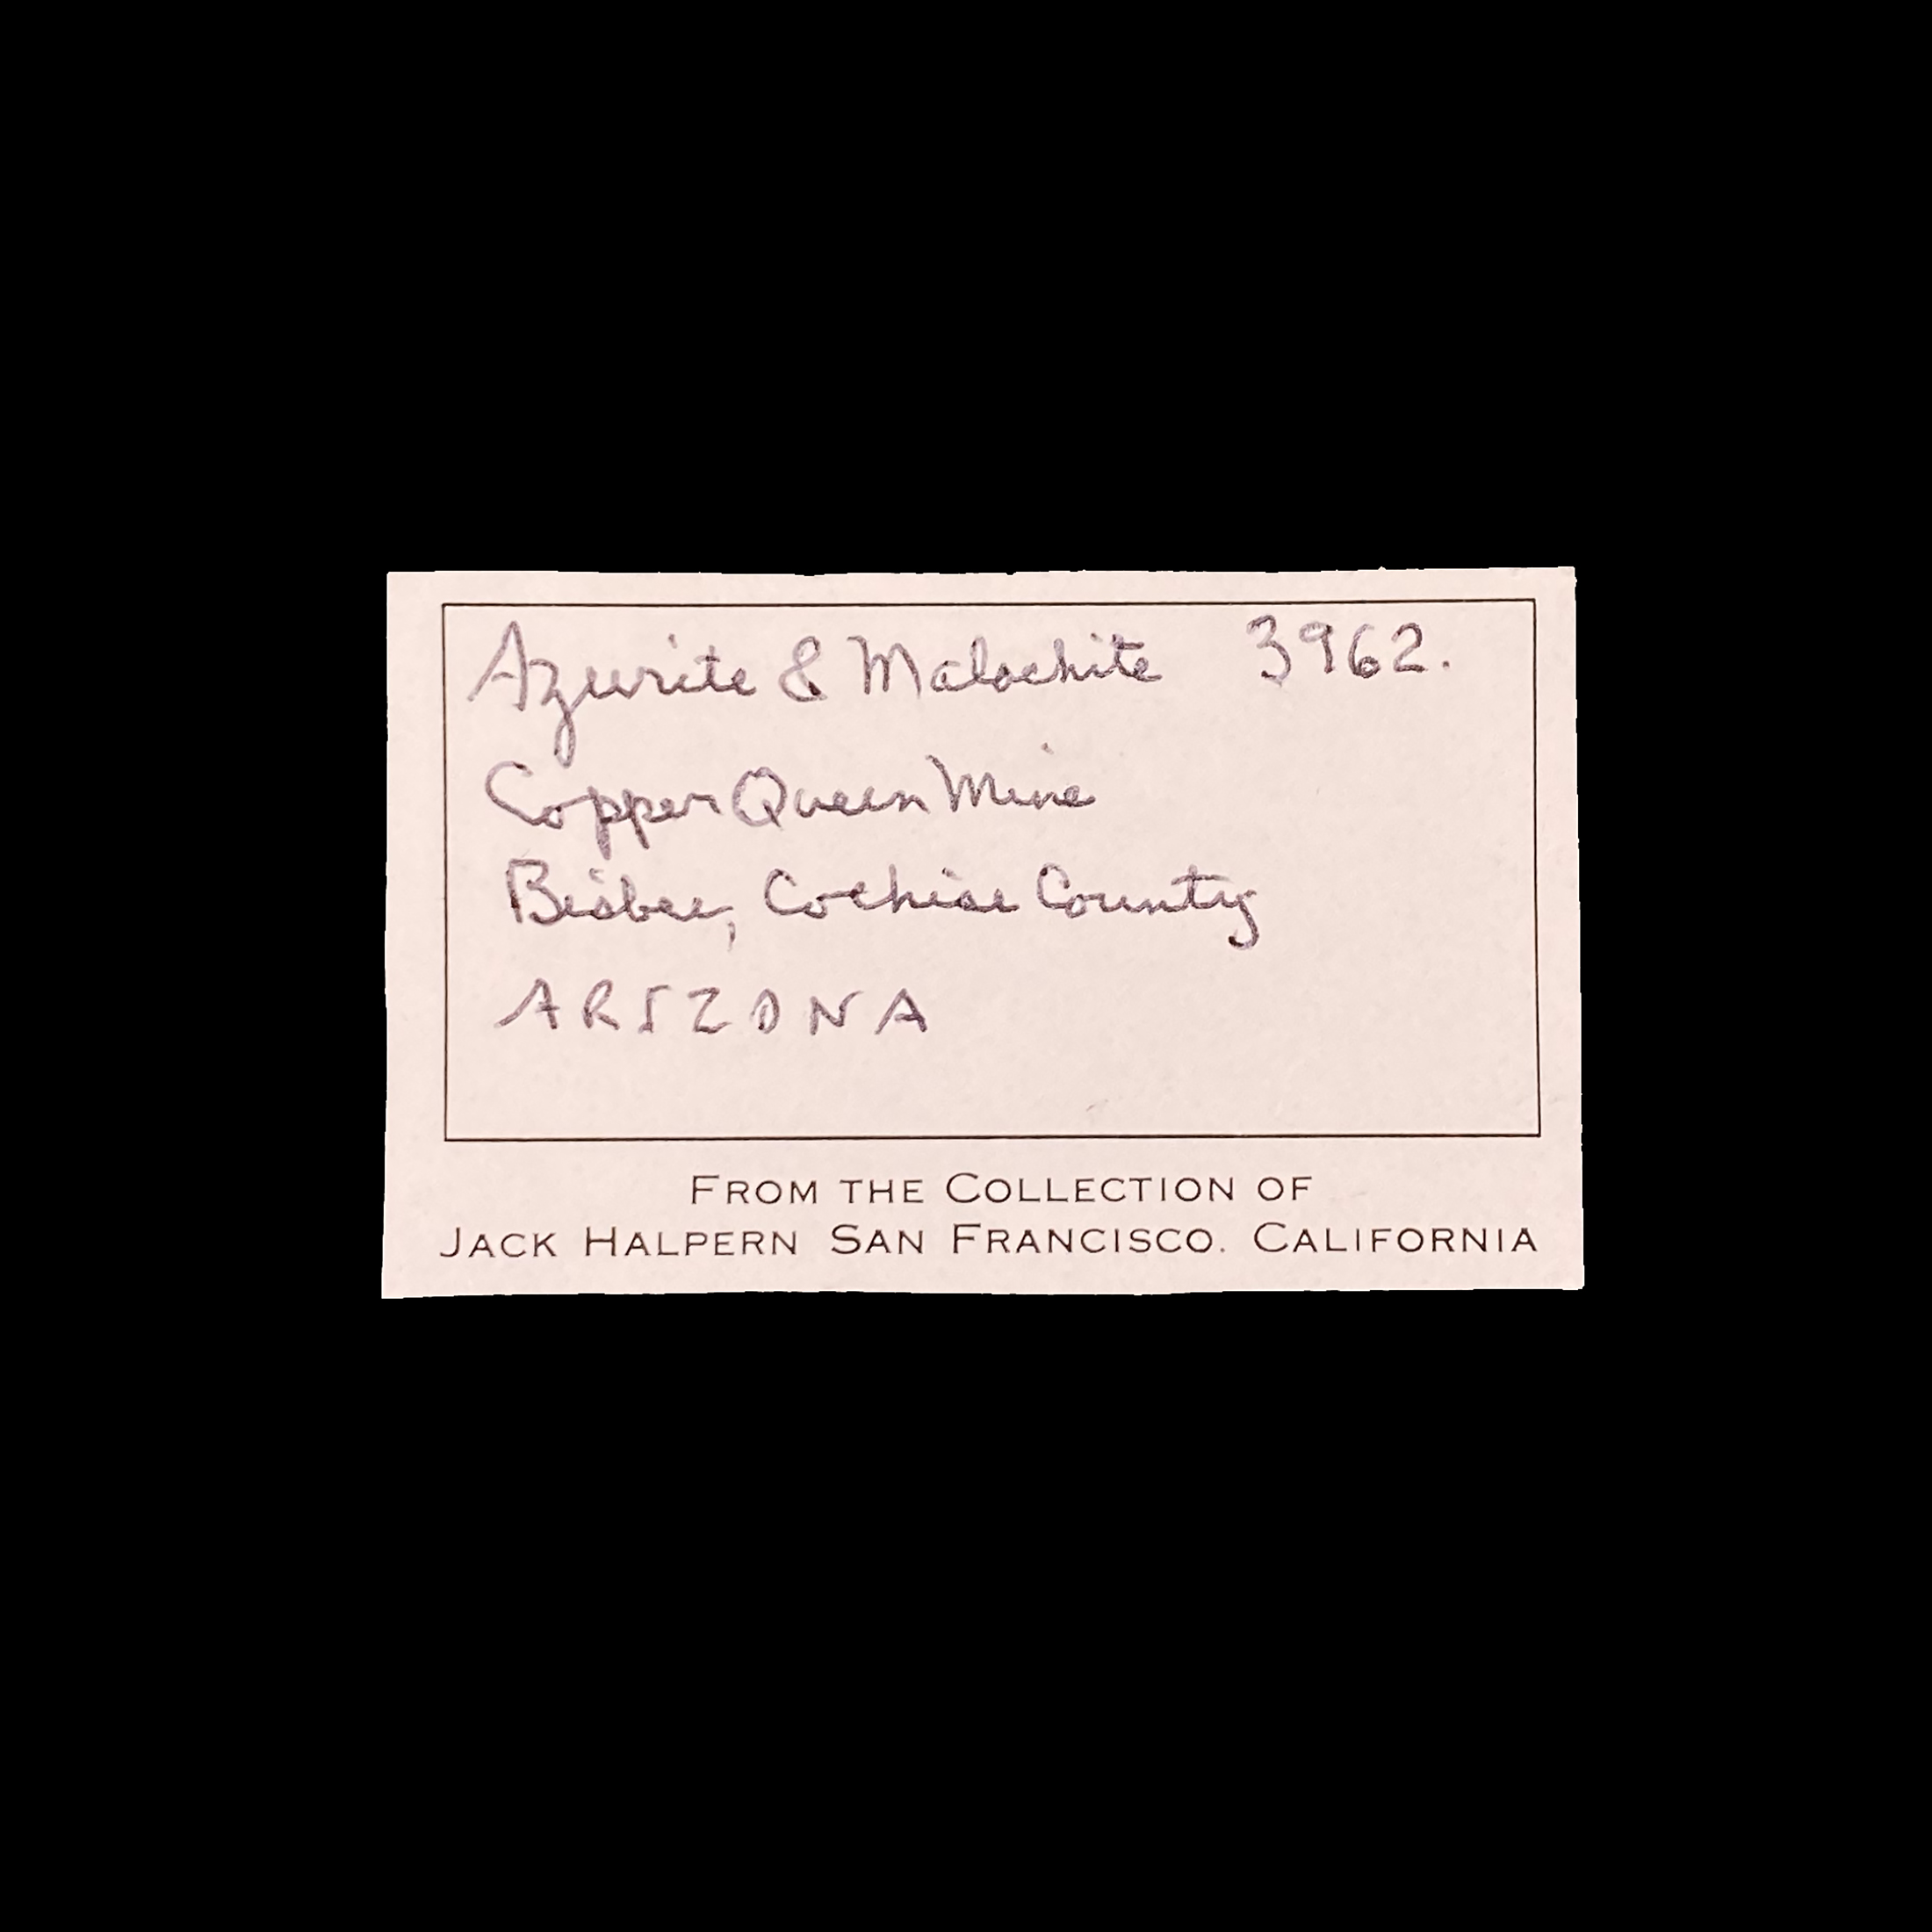 Azurite & Malachite 3962.
Copper Queen Mine
Bisbee, Cochise County
ARIZONA
FROM THE COLLECTION OF
JACK HALPERN SAN FRANCISCO. CALIFORNIA